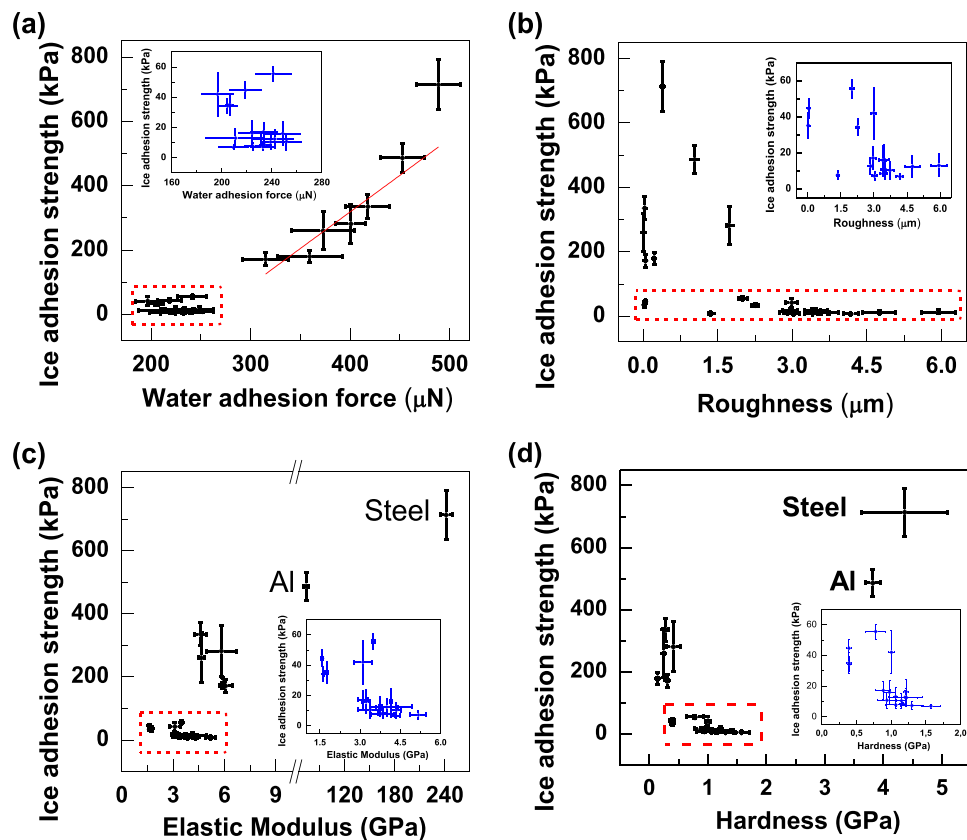 (a)
Ice adhesion strength (kPa)
800
600
400
200
0
200 300 400 500
Water adhesion force (μN)
Ice adhesion strength (kPa)
60
40
20
0
160 200 240 280
Water adhesion force (μN)
(b)
Ice adhesion strength (kPa)
800
700
600
500
400
300
200
100
0
0.0 1.5 3.0 4.5 6.0
Roughness (μm)
Ice adhesion strength (kPa)
60
40
20
0
0.0 1.5 3.0 4.5 6.0
Roughness (μm)
(c)
Ice adhesion strength (kPa)
800
600
400
200
0
Steel
Al
0 3 6 9 120 180 240
Elastic Modulus (GPa)
Ice adhesion strength (kPa)
60
40
20
0
1.5 3.0 4.5 6.0
Elastic Modulus (GPa)
(d)
Ice adhesion strength (kPa)
800
600
400
200
0
Steel
Al
0 1 2 3 4 5
Hardness (GPa)
Ice adhesion strength (kPa)
60
40
20
0
0,0 0,5 1,0 1,5 2,0
Hardness (GPa)